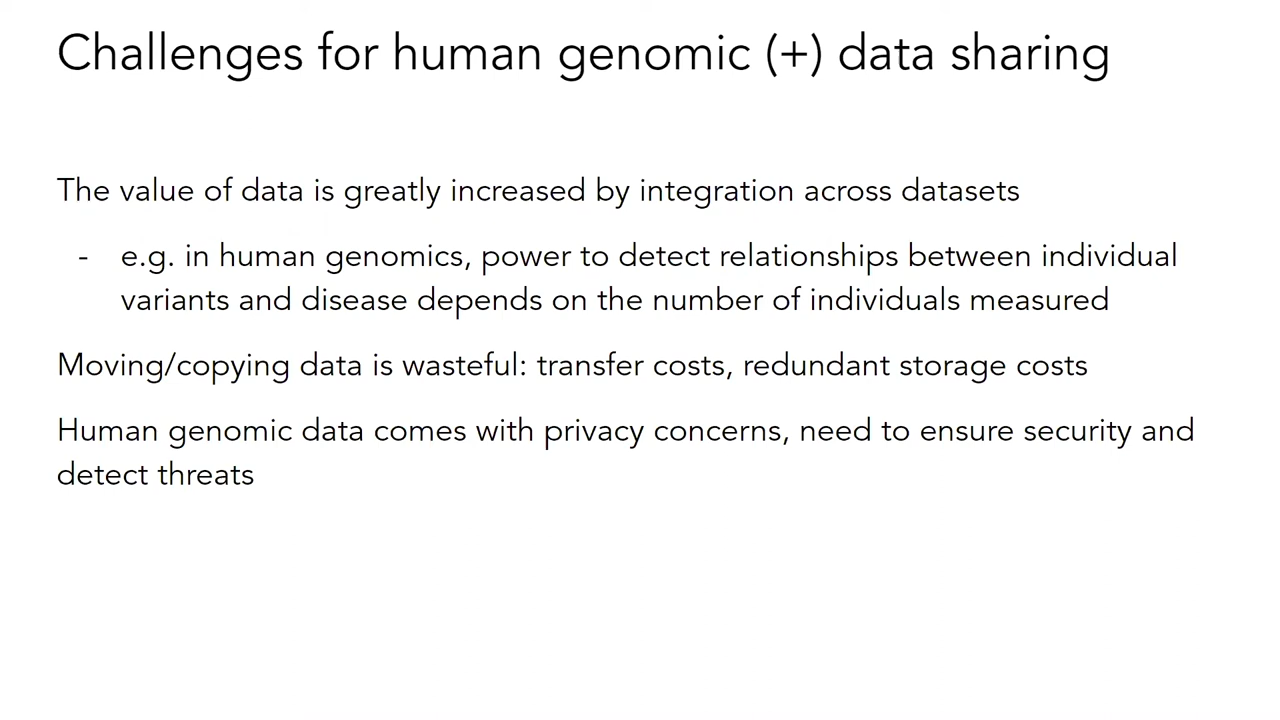 Challenges for human genomic (+) data sharing
The value of data is greatly increased by integration across datasets
- e.g. in human genomics, power to detect relationships between individual
variants and disease depends on the number of individuals measured
Moving/copying data is wasteful: transfer costs, redundant storage costs
Human genomic data comes with privacy concerns, need to ensure security and
detect threats